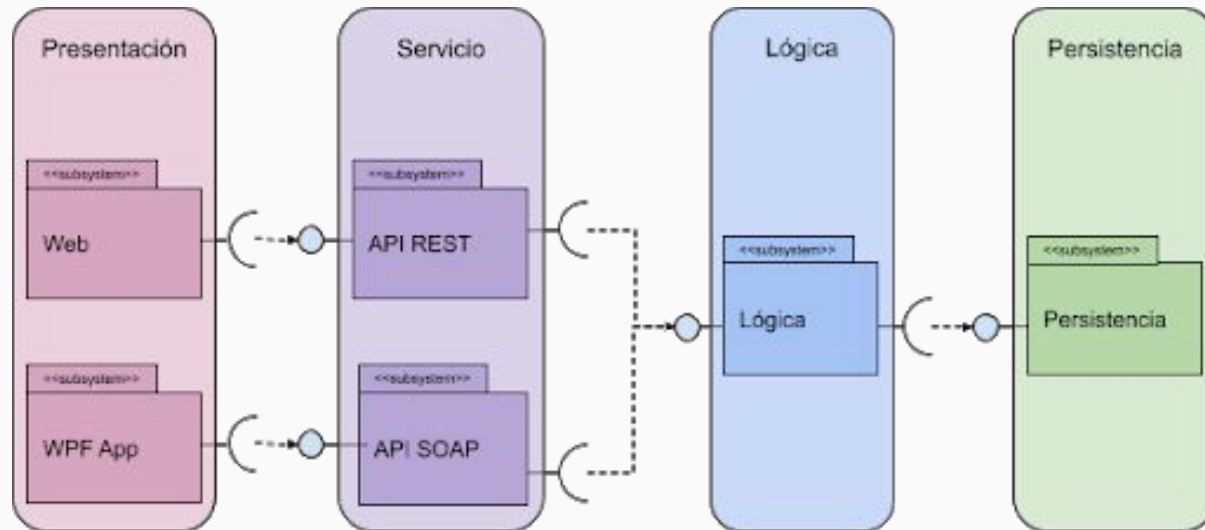 Presentación
Servicio
Lógica
Persistencia
<<subsystem>>
Web
<<subsystem>>
API REST
<<subsystem>>
Lógica
<<subsystem>>
Persistencia
<<subsystem>>
WPF App
<<subsystem>>
API SOAP